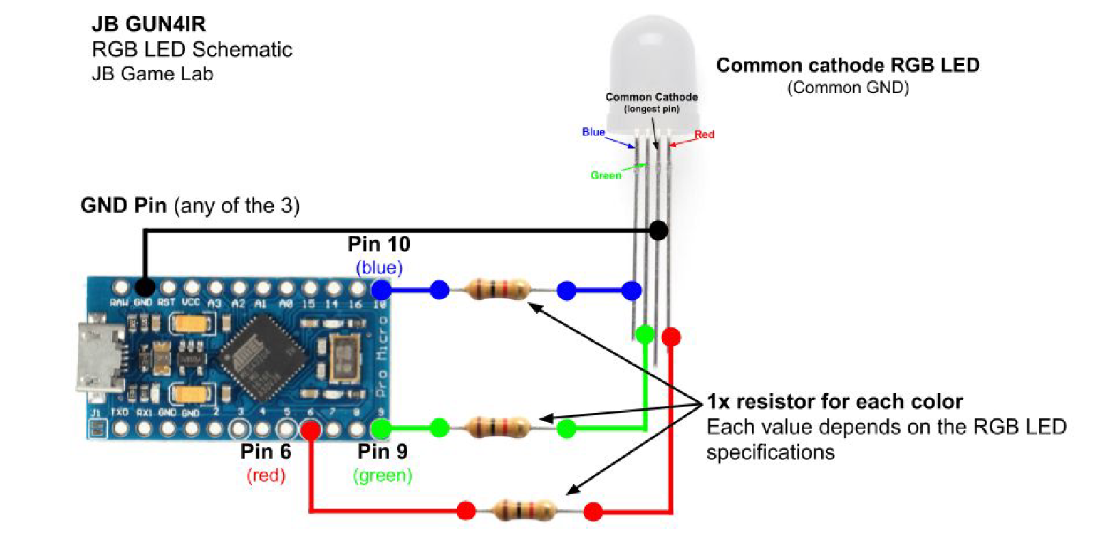 JB GUN4IR
RGB LED Schematic
JB Game Lab
Common cathode RGB LED
(Common GND)
Common Cathode
(longest pin)
Blue
Red
Green
GND Pin (any of the 3)
Pin 10
(blue)
RAW GND RST VCC A3 A2 A1 A0 15 14 16 10
Pro Micro
J1 TXO RX1 GND GND 2 3 4 5 6 7 8 9
Pin 6
(red)
Pin 9
(green)
1x resistor for each color
Each value depends on the RGB LED
specifications